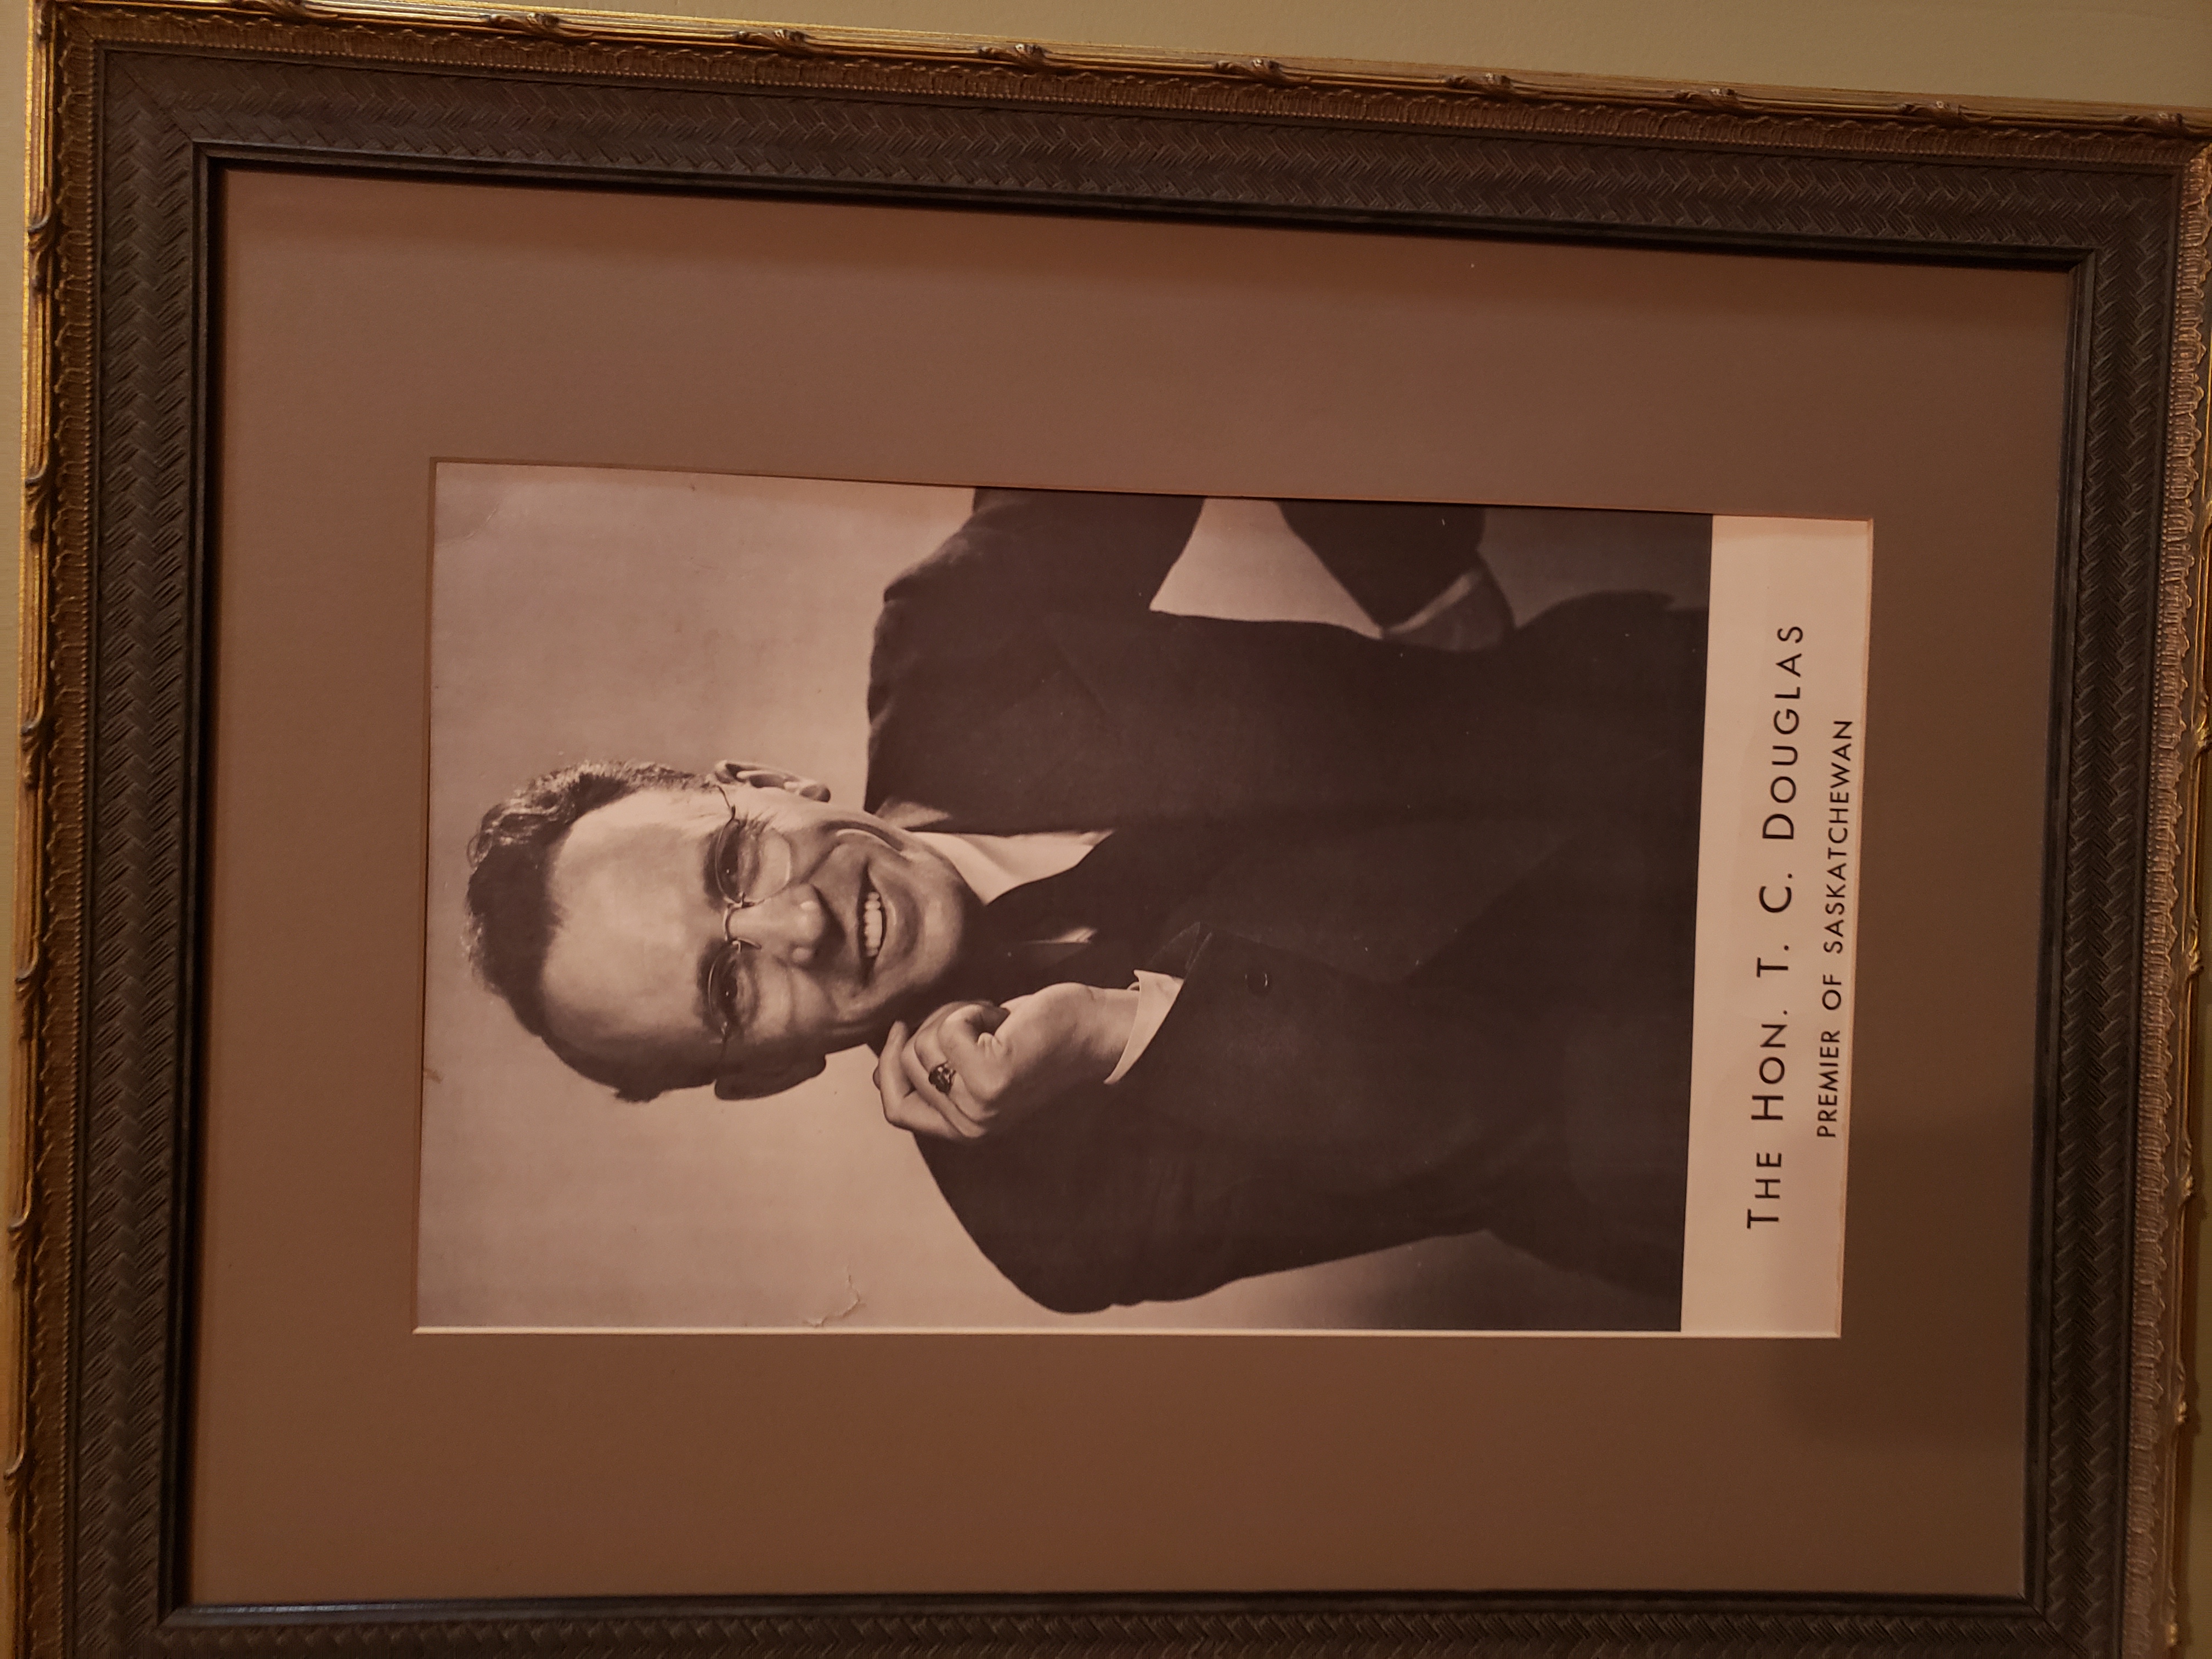 THE HON. T. C. DOUGLAS
PREMIER OF SASKATCHEWAN